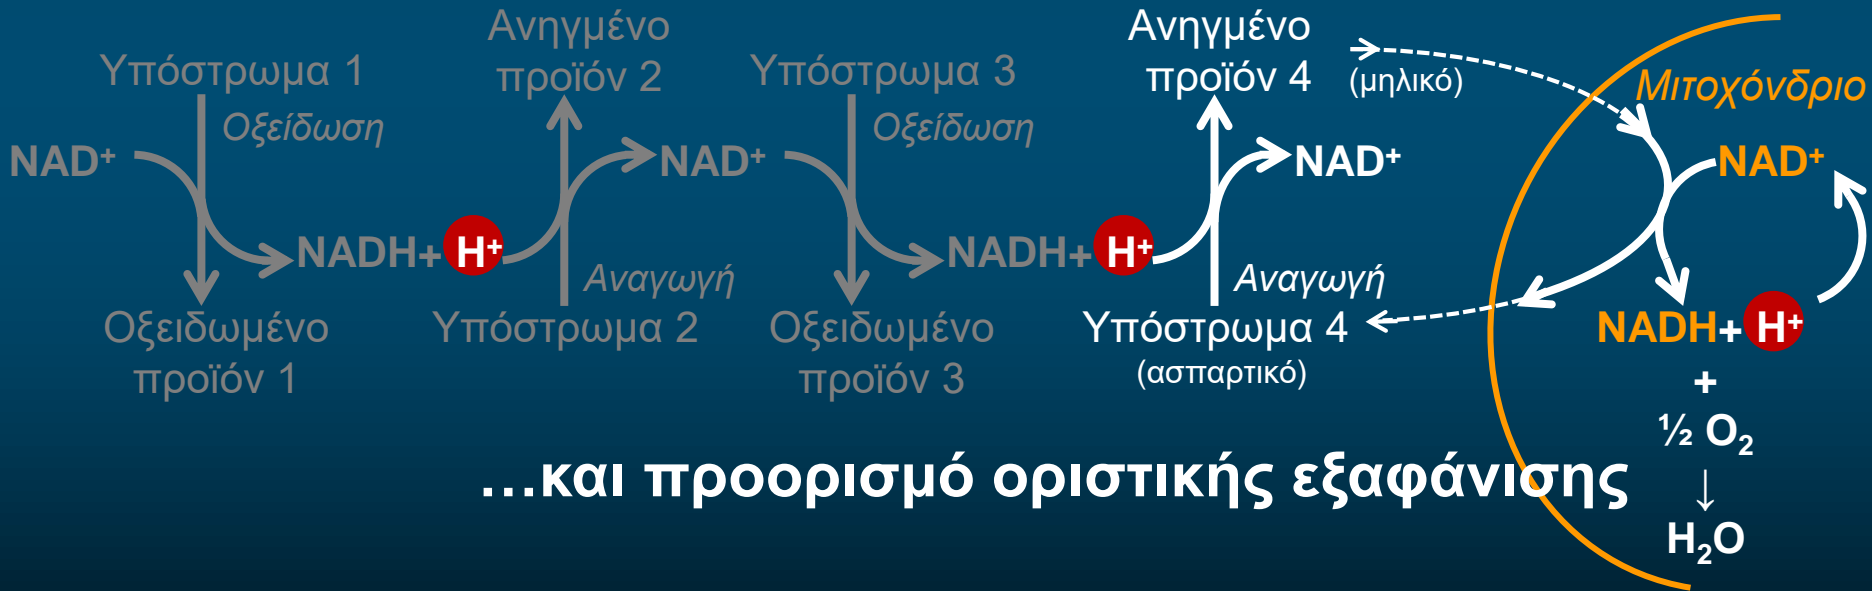 Υπόστρωμα 1
Οξείδωση
NAD⁺
NADH+ H⁺
Οξειδωμένο
προϊόν 1
Ανηγμένο
προϊόν 2
Αναγωγή
Υπόστρωμα 2
NAD⁺
Υπόστρωμα 3
Οξείδωση
NADH+ H⁺
Οξειδωμένο
προϊόν 3
Ανηγμένο
προϊόν 4
(μηλικό)
NAD⁺
Αναγωγή
Υπόστρωμα 4
(ασπαρτικό)
Μιτοχόνδριο
NAD⁺
NADH+ H⁺
+
½ O₂
↓
H₂O
...και προορισμό οριστικής εξαφάνισης